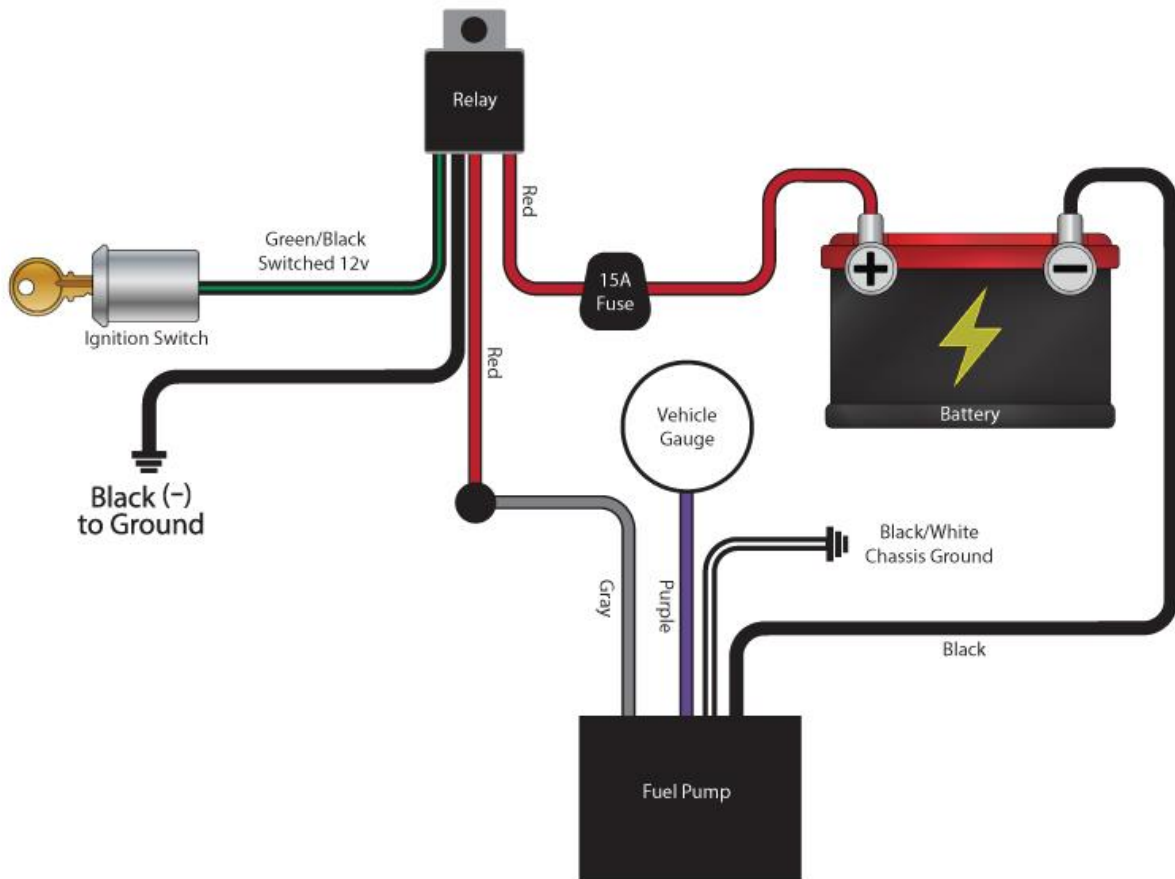 Relay
Red
Green/Black
Switched 12v
15A
Fuse
Ignition Switch
Red
Vehicle
Gauge
Battery
Black (-)
to Ground
Black/White
Chassis Ground
Gray
Purple
Black
Fuel Pump